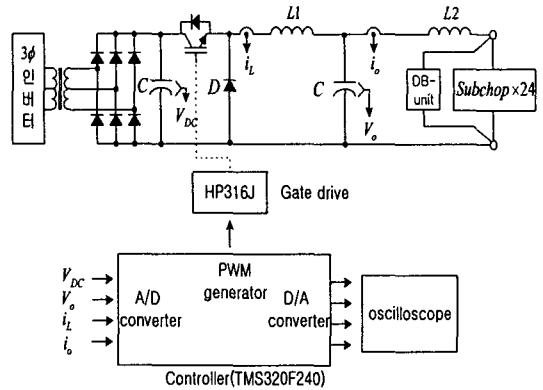 3ϕ
인
버
터
C
V_DC
D
i_L
L1
C
V_o
i_o
L2
DB-
unit
Subchop×24
HP316J
Gate drive
V_DC
V_o
i_L
i_o
A/D
converter
PWM
generator
D/A
converter
oscilloscope
Controller(TMS320F240)